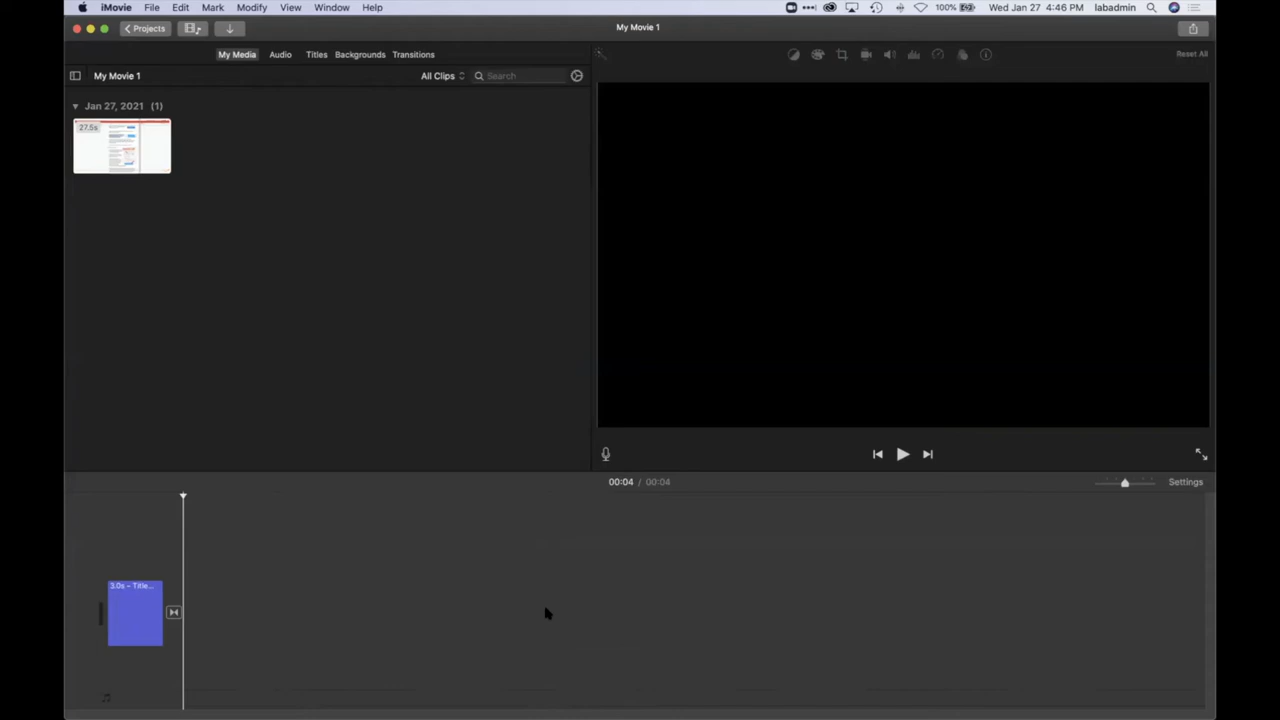 iMovie File Edit Mark Modify View Window Help 100% Wed Jan 27 4:46 PM labadmin
Projects My Movie 1
My Media Audio Titles Backgrounds Transitions Reset All
My Movie 1 All Clips Search
Jan 27, 2021 (1)
27.5s
00:04 / 00:04 Settings
3.0s – Title...